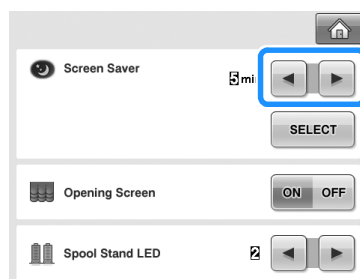 Screen Saver
5 mi
SELECT
Opening Screen
ON OFF
Spool Stand LED
2